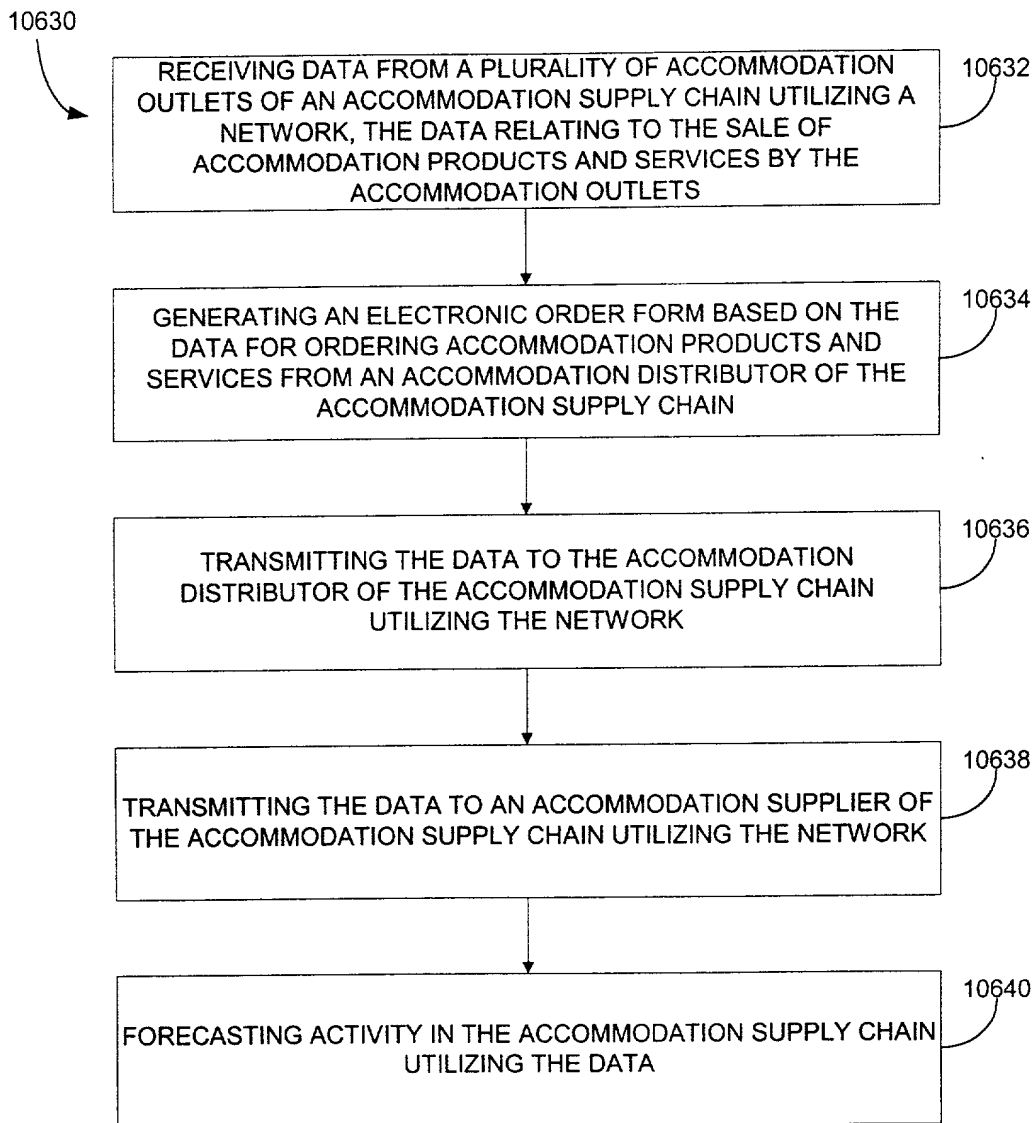 10630
RECEIVING DATA FROM A PLURALITY OF ACCOMMODATION
OUTLETS OF AN ACCOMMODATION SUPPLY CHAIN UTILIZING A
NETWORK, THE DATA RELATING TO THE SALE OF
ACCOMMODATION PRODUCTS AND SERVICES BY THE
ACCOMMODATION OUTLETS
10632
GENERATING AN ELECTRONIC ORDER FORM BASED ON THE
DATA FOR ORDERING ACCOMMODATION PRODUCTS AND
SERVICES FROM AN ACCOMMODATION DISTRIBUTOR OF THE
ACCOMMODATION SUPPLY CHAIN
10634
TRANSMITTING THE DATA TO THE ACCOMMODATION
DISTRIBUTOR OF THE ACCOMMODATION SUPPLY CHAIN
UTILIZING THE NETWORK
10636
TRANSMITTING THE DATA TO AN ACCOMMODATION SUPPLIER OF
THE ACCOMMODATION SUPPLY CHAIN UTILIZING THE NETWORK
10638
FORECASTING ACTIVITY IN THE ACCOMMODATION SUPPLY CHAIN
UTILIZING THE DATA
10640